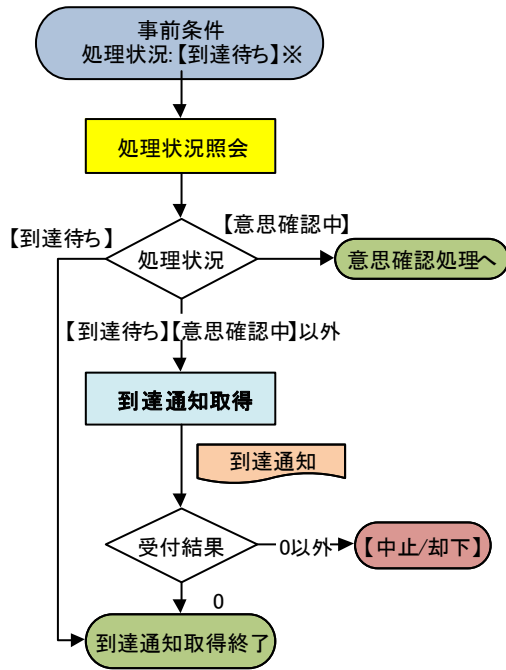 事前条件
処理状況:【到達待ち】※
処理状況照会
【到達待ち】
【意思確認中】
処理状況
意思確認処理へ
【到達待ち】【意思確認中】以外
到達通知取得
到達通知
受付結果
0以外
【中止/却下】
0
到達通知取得終了